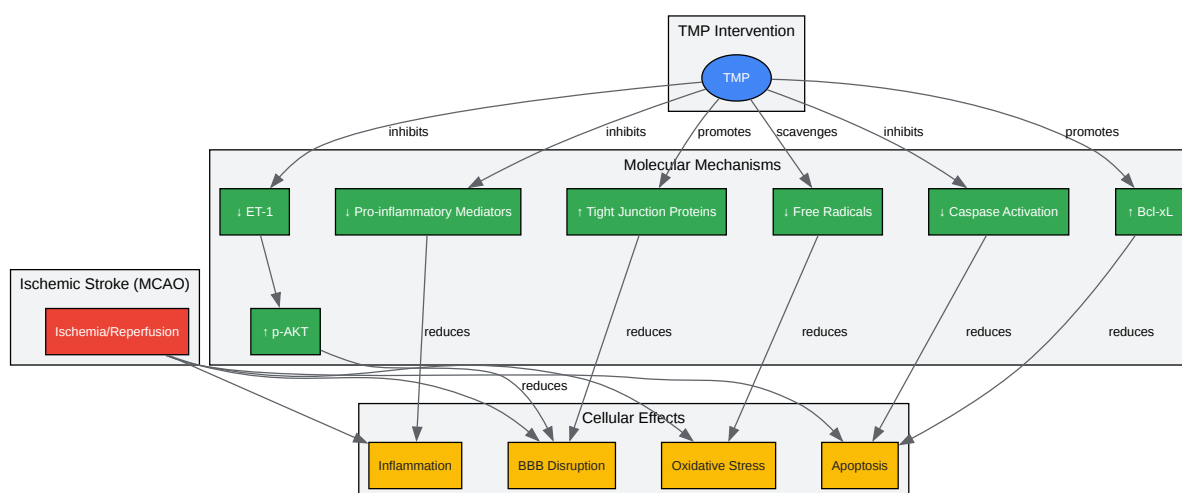 TMP Intervention
TMP
inhibits
inhibits
promotes
scavenges
inhibits
promotes
Molecular Mechanisms
↓ ET-1
↓ Pro-inflammatory Mediators
↑ Tight Junction Proteins
↓ Free Radicals
↓ Caspase Activation
↑ Bcl-xL
Ischemic Stroke (MCAO)
Ischemia/Reperfusion
↑ p-AKT
reduces
reduces
reduces
reduces
reduces
reduces
Cellular Effects
Inflammation
BBB Disruption
Oxidative Stress
Apoptosis